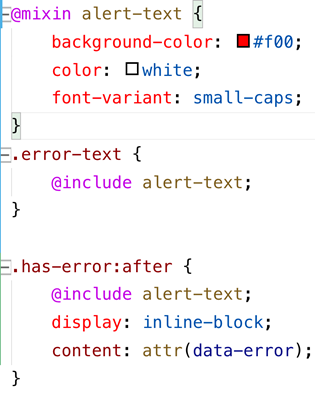 @mixin alert-text {
background-color: #f00;
color: white;
font-variant: small-caps;
}
.error-text {
@include alert-text;
}
.has-error:after {
@include alert-text;
display: inline-block;
content: attr(data-error);
}